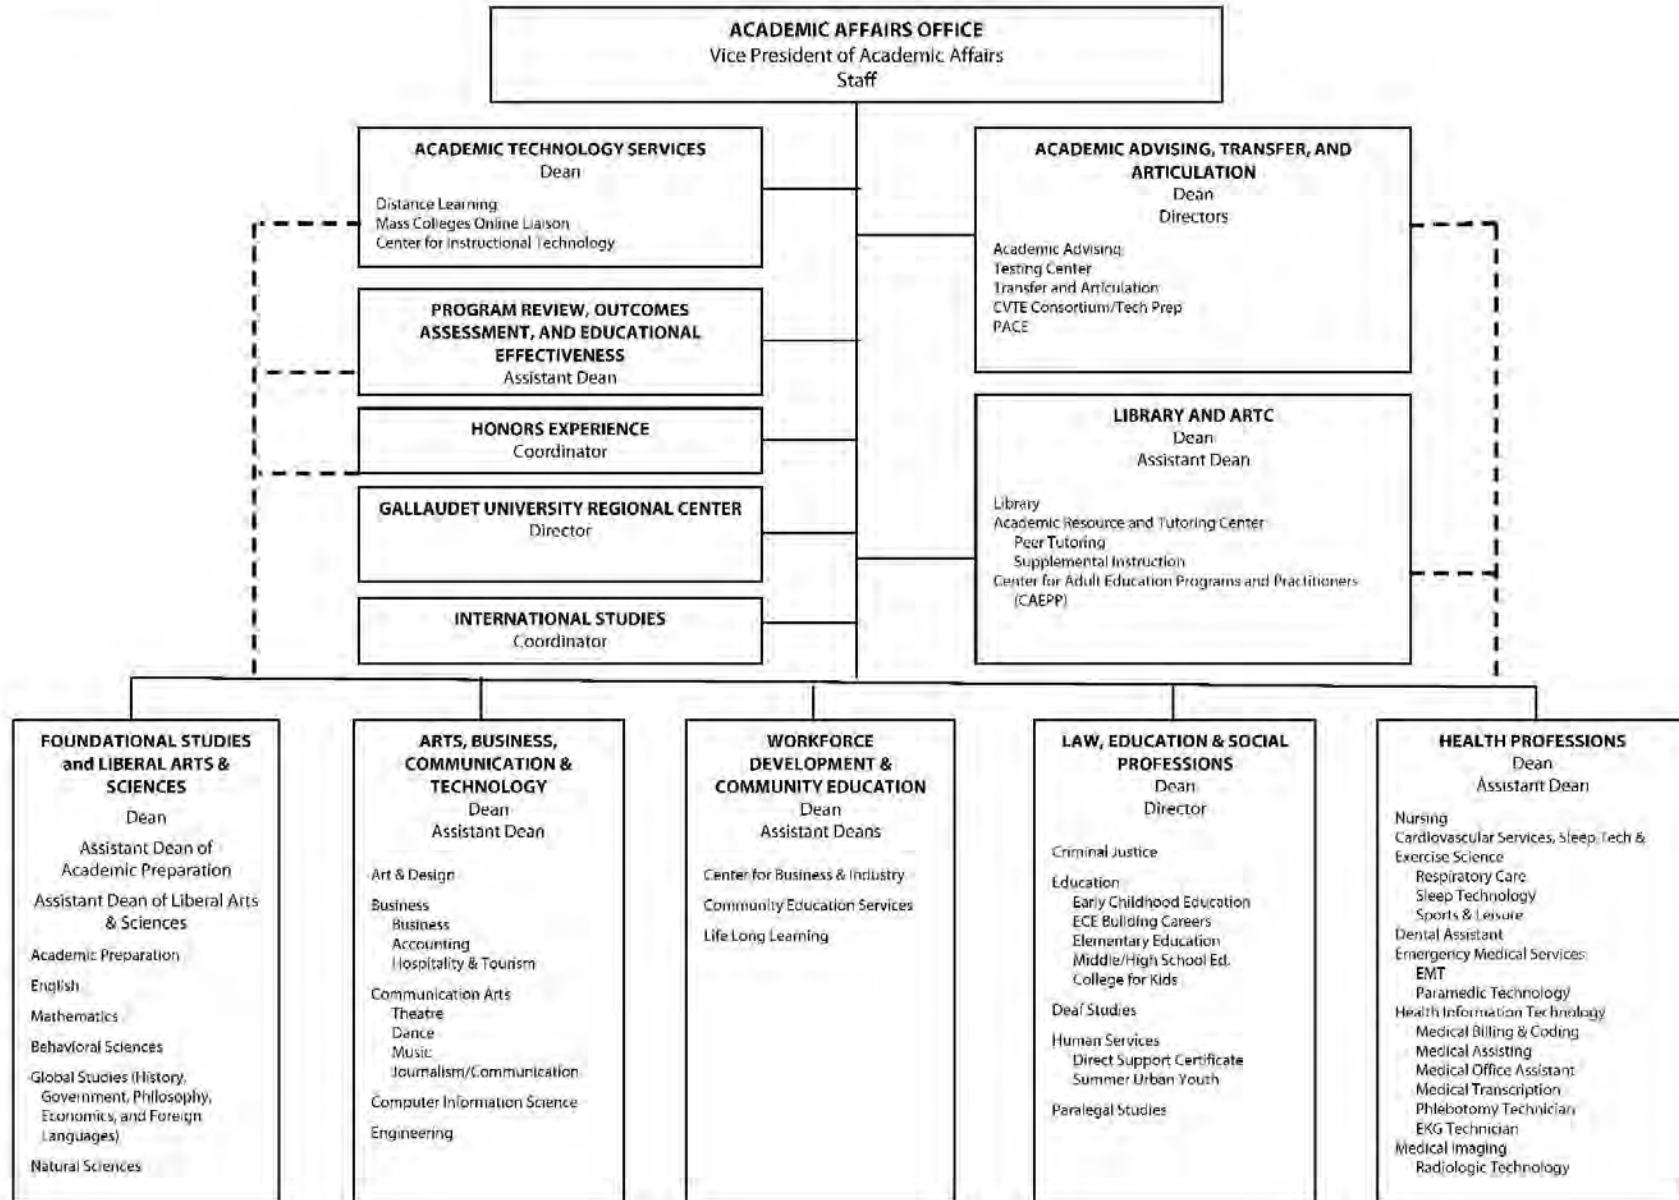 ACADEMIC AFFAIRS OFFICE
Vice President of Academic Affairs
Staff
ACADEMIC TECHNOLOGY SERVICES
Dean
Distance Learning
Mass Colleges Online Liaison
Center for Instructional Technology
ACADEMIC ADVISING, TRANSFER, AND
ARTICULATION
Dean
Directors
Academic Advising
Testing Center
Transfer and Articulation
CVTE Consortium/Tech Prep
PACE
PROGRAM REVIEW, OUTCOMES
ASSESSMENT, AND EDUCATIONAL
EFFECTIVENESS
Assistant Dean
HONORS EXPERIENCE
Coordinator
LIBRARY AND ARTC
Dean
Assistant Dean
Library
Academic Resource and Tutoring Center
Peer Tutoring
Supplemental Instruction
Center for Adult Education Programs and Practitioners
(CAEPP)
GALLAUDET UNIVERSITY REGIONAL CENTER
Director
INTERNATIONAL STUDIES
Coordinator
FOUNDATIONAL STUDIES
and LIBERAL ARTS &
SCIENCES
Dean
Assistant Dean of
Academic Preparation
Assistant Dean of Liberal Arts
& Sciences
Academic Preparation
English
Mathematics
Behavioral Sciences
Global Studies (History,
Government, Philosophy,
Economics, and Foreign
Languages)
Natural Sciences
ARTS, BUSINESS,
COMMUNICATION &
TECHNOLOGY
Dean
Assistant Dean
Art & Design
Business
Business
Accounting
Hospitality & Tourism
Communication Arts
Theatre
Dance
Music
Journalism/Communication
Computer Information Science
Engineering
WORKFORCE
DEVELOPMENT &
COMMUNITY EDUCATION
Dean
Assistant Deans
Center for Business & Industry
Community Education Services
Life Long Learning
LAW, EDUCATION & SOCIAL
PROFESSIONS
Dean
Director
Criminal Justice
Education
Early Childhood Education
ECE Building Careers
Elementary Education
Middle/High School Ed.
College for Kids
Deaf Studies
Human Services
Direct Support Certificate
Summer Urban Youth
Paralegal Studies
HEALTH PROFESSIONS
Dean
Assistant Dean
Nursing
Cardiovascular Services, Sleep Tech &
Exercise Science
Respiratory Care
Sleep Technology
Sports & Leisure
Dental Assistant
Emergency Medical Services
EMT
Paramedic Technology
Health Information Technology
Medical Billing & Coding
Medical Assisting
Medical Office Assistant
Medical Transcription
Phlebotomy Technician
EKG Technician
Medical Imaging
Radiologic Technology